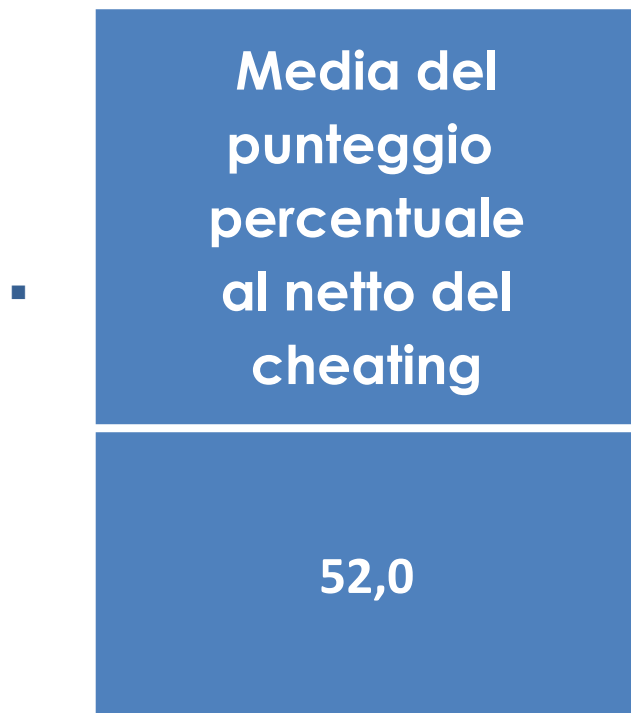 Media del
punteggio
percentuale
al netto del
cheating
52,0